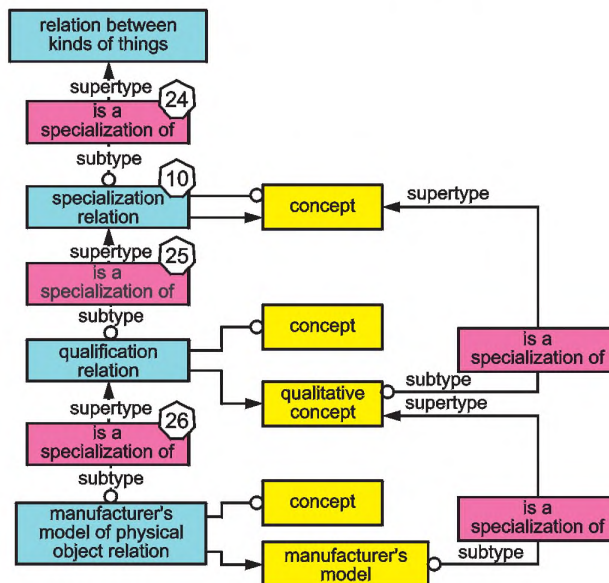 relation between
kinds of things
supertype
24
is a
specialization of
subtype
10
specialization
relation
concept
supertype
supertype
25
is a
specialization of
subtype
concept
is a
specialization of
qualification
relation
qualitative
concept
subtype
supertype
supertype
26
is a
specialization of
subtype
concept
is a
specialization of
manufacturer's
model of physical
object relation
manufacturer's
model
subtype